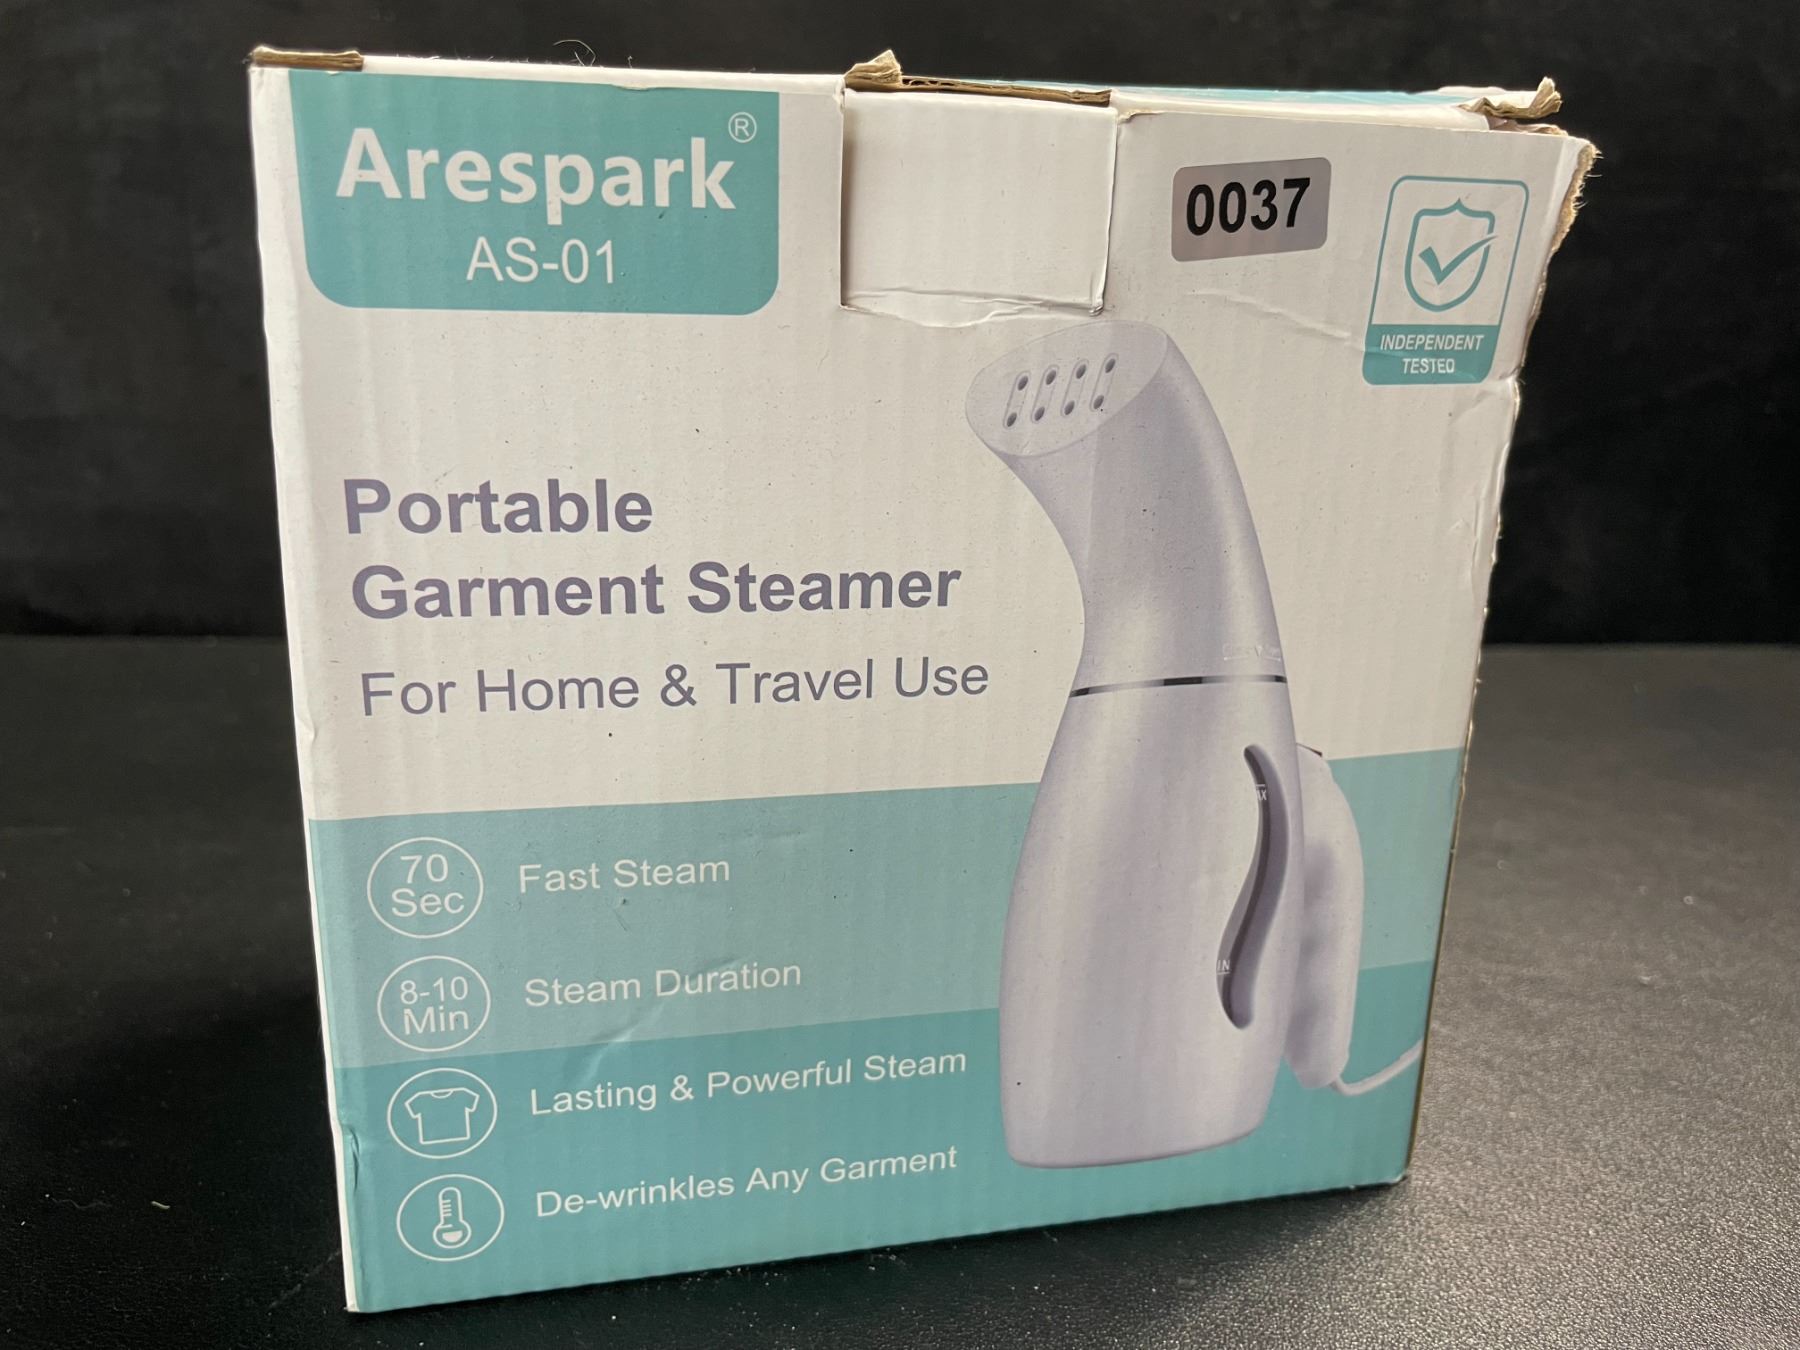 Arespark®
AS-01
0037
INDEPENDENT
TESTED
Portable
Garment Steamer
For Home & Travel Use
70
Sec
Fast Steam
8-10
Min
Steam Duration
Lasting & Powerful Steam
De-wrinkles Any Garment